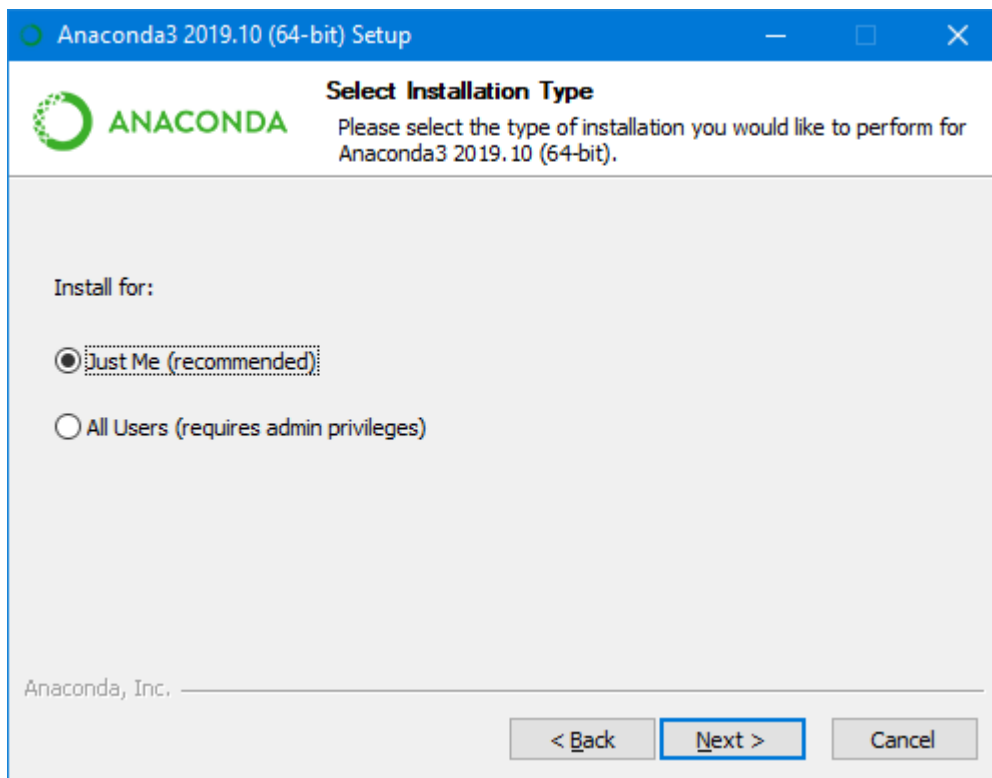 Anaconda3 2019.10 (64-bit) Setup
ANACONDA
Select Installation Type
Please select the type of installation you would like to perform for
Anaconda3 2019.10 (64-bit).
Install for:
Just Me (recommended)
All Users (requires admin privileges)
Anaconda, Inc.
< Back
Next >
Cancel